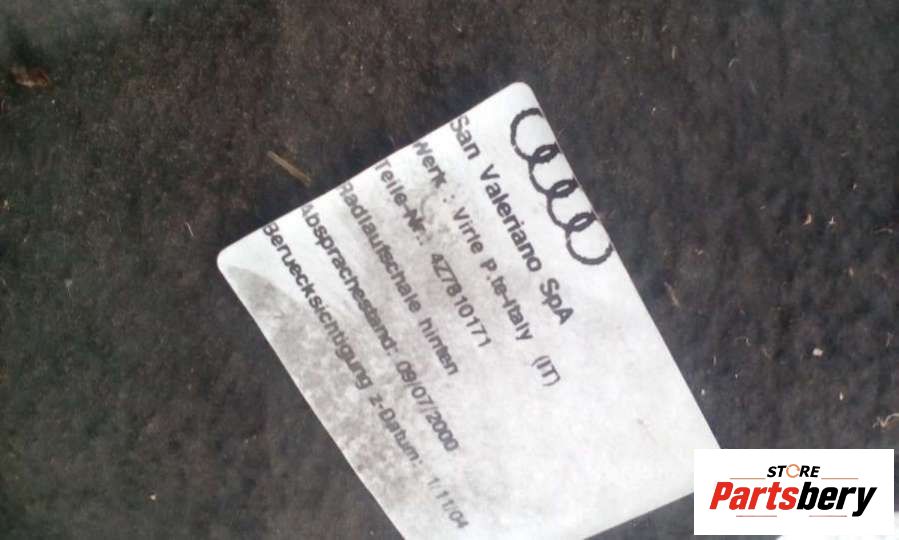 San Valeriano SpA
Werk : Virle P.te-Italy (IT)
Teile-Nr.: 4Z7810171
Radlaufschale hinten
Absprachestand: 09/07/2000
Beruecksichtigung z-Datum: 1/11/04
STORE
Partsbery